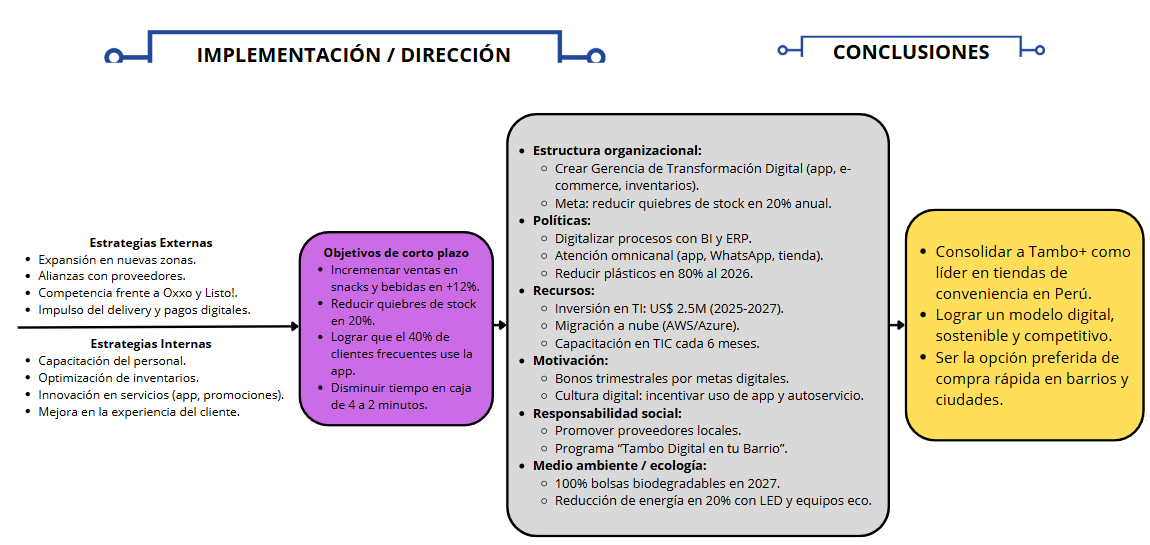 IMPLEMENTACIÓN / DIRECCIÓN
CONCLUSIONES
Estrategias Externas
• Expansión en nuevas zonas.
• Alianzas con proveedores.
• Competencia frente a Oxxo y Listo!.
• Impulso del delivery y pagos digitales.
Estrategias Internas
• Capacitación del personal.
• Optimización de inventarios.
• Innovación en servicios (app, promociones).
• Mejora en la experiencia del cliente.
Objetivos de corto plazo
• Incrementar ventas en
snacks y bebidas en +12%.
• Reducir quiebres de stock
en 20%.
• Lograr que el 40% de
clientes frecuentes use la
app.
• Disminuir tiempo en caja
de 4 a 2 minutos.
• Estructura organizacional:
◦ Crear Gerencia de Transformación Digital (app, e-
commerce, inventarios).
◦ Meta: reducir quiebres de stock en 20% anual.
• Políticas:
◦ Digitalizar procesos con BI y ERP.
◦ Atención omnicanal (app, WhatsApp, tienda).
◦ Reducir plásticos en 80% al 2026.
• Recursos:
◦ Inversión en TI: US$ 2.5M (2025-2027).
◦ Migración a nube (AWS/Azure).
◦ Capacitación en TIC cada 6 meses.
• Motivación:
◦ Bonos trimestrales por metas digitales.
◦ Cultura digital: incentivar uso de app y autoservicio.
• Responsabilidad social:
◦ Promover proveedores locales.
◦ Programa “Tambo Digital en tu Barrio”.
• Medio ambiente / ecología:
◦ 100% bolsas biodegradables en 2027.
◦ Reducción de energía en 20% con LED y equipos eco.
• Consolidar a Tambo+ como
líder en tiendas de
conveniencia en Perú.
• Lograr un modelo digital,
sostenible y competitivo.
• Ser la opción preferida de
compra rápida en barrios y
ciudades.